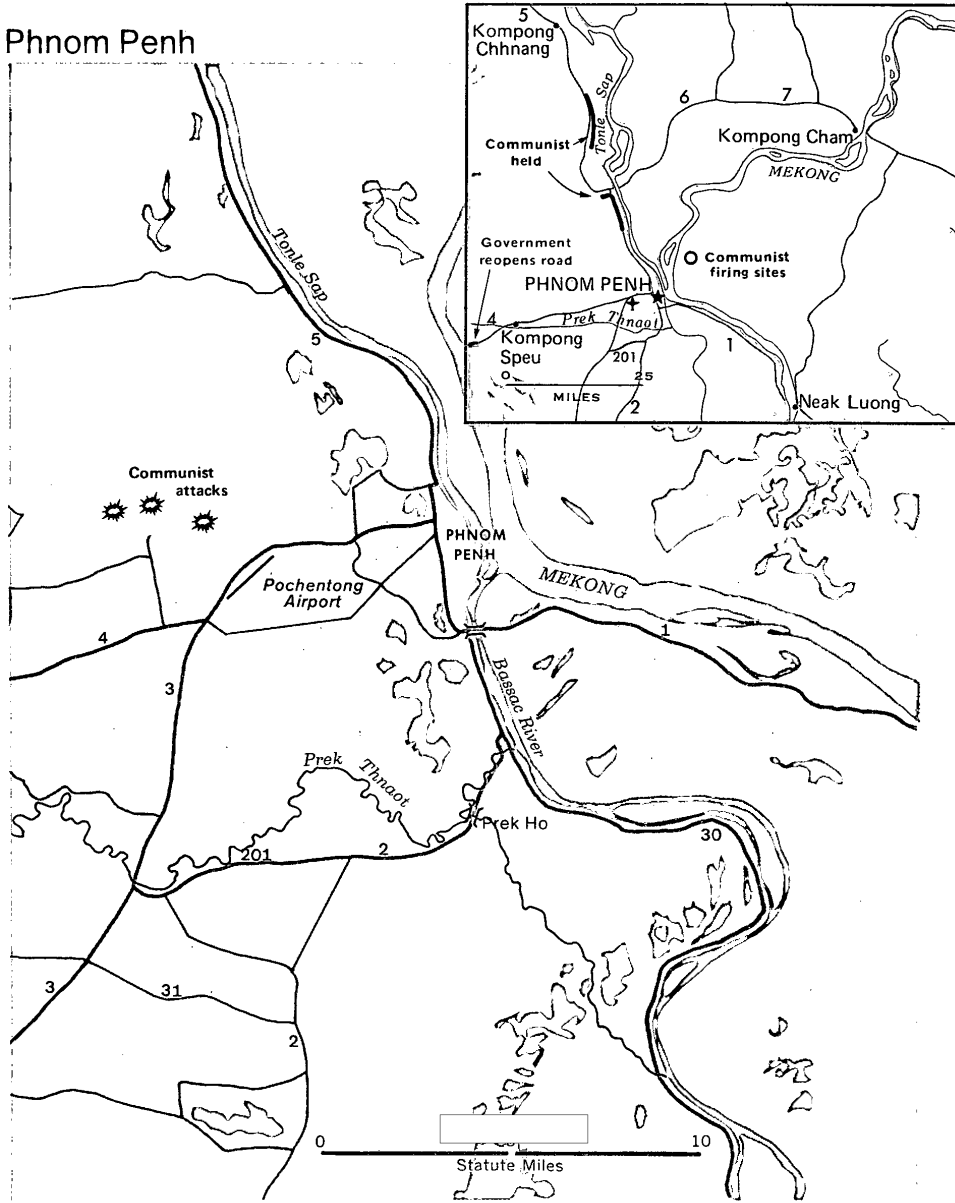 Phnom Penh
5
Kompong
Chhnang
Tonle Sap
6
7
Kompong Cham
Communist
held
MEKONG
Government
reopens road
Communist
firing sites
PHNOM PENH
4
Prek Thnaot
Kompong
Speu
201
1
0
25
MILES
2
Neak Luong
Tonle Sap
5
Communist
attacks
PHNOM
PENH
Pochentong
Airport
MEKONG
4
1
3
Bassac River
Prek Thnaot
Prek Ho
201
2
30
3
31
2
0
10
Statute Miles